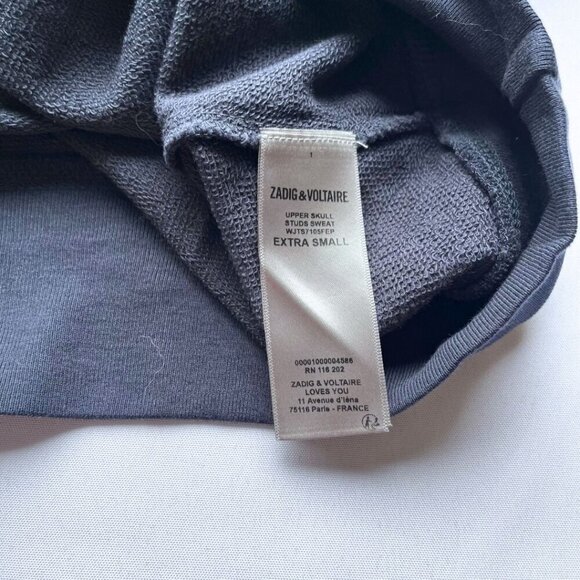 1
ZADIG & VOLTAIRE
UPPER SKULL
STUDS SWEAT
WJTS7105FEP
EXTRA SMALL
00001000094586
RN 116 202
ZADIG & VOLTAIRE
LOVES YOU
11 Avenue d'Iéna
75116 Paris - FRANCE